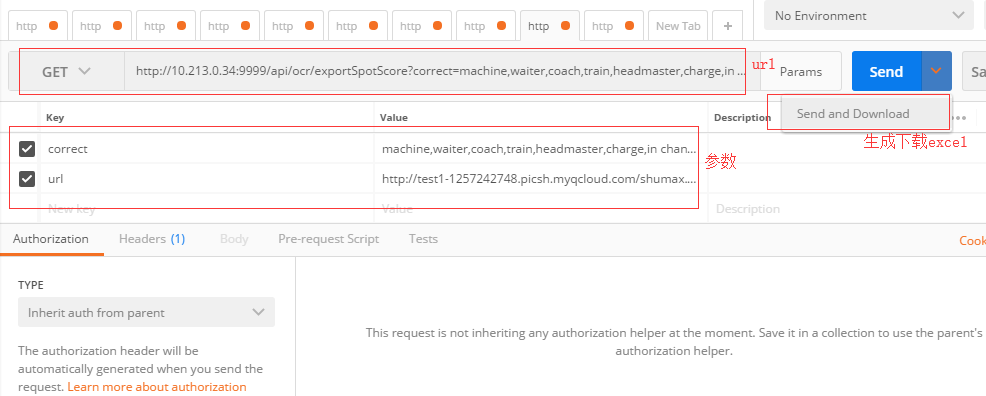 http http http http http http http http New Tab +
No Environment
GET http://10.213.0.34:9999/api/ocr/exportSpotScore?correct=machine,waiter,coach,train,headmaster,charge,in ... url Params Send Sa
Key Value Description Send and Download
生成下载excel
correct machine,waiter,coach,train,headmaster,charge,in chan...
参数
url http://test1-1257242748.picsh.myqcloud.com/shumax....
New key Value Description
Authorization Headers (1) Body Pre-request Script Tests Cook
TYPE
Inherit auth from parent
This request is not inheriting any authorization helper at the moment. Save it in a collection to use the parent's
authorization helper.
The authorization header will be
automatically generated when you send the
request. Learn more about authorization